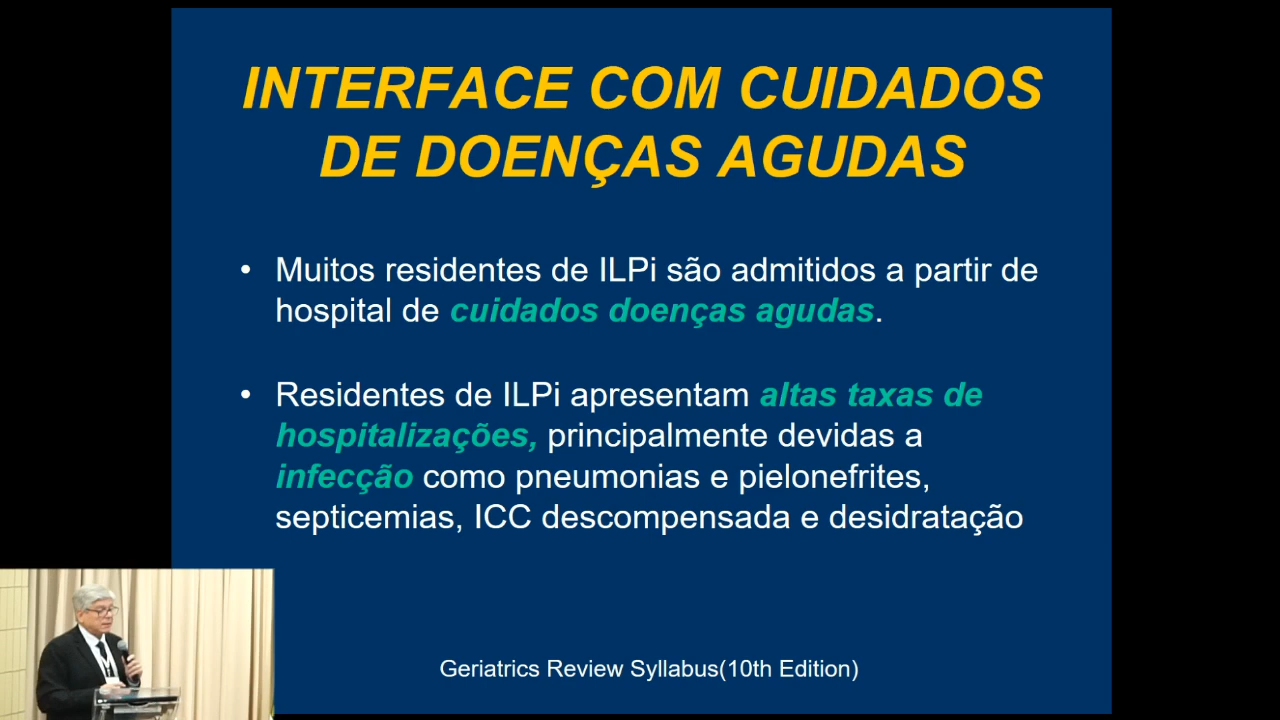 INTERFACE COM CUIDADOS
DE DOENÇAS AGUDAS
• Muitos residentes de ILPi são admitidos a partir de
hospital de cuidados doenças agudas.
• Residentes de ILPi apresentam altas taxas de
hospitalizações, principalmente devidas a
infecção como pneumonias e pielonefrites,
septicemias, ICC descompensada e desidratação
Geriatrics Review Syllabus(10th Edition)